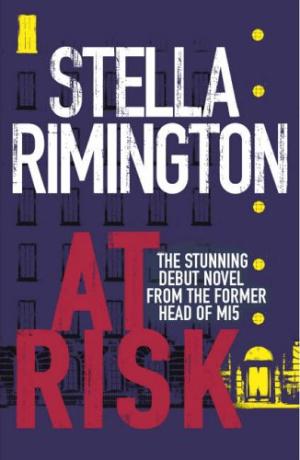 STELLA
RIMINGTON
AT
RISK
THE STUNNING
DEBUT NOVEL
FROM THE FORMER
HEAD OF MI5